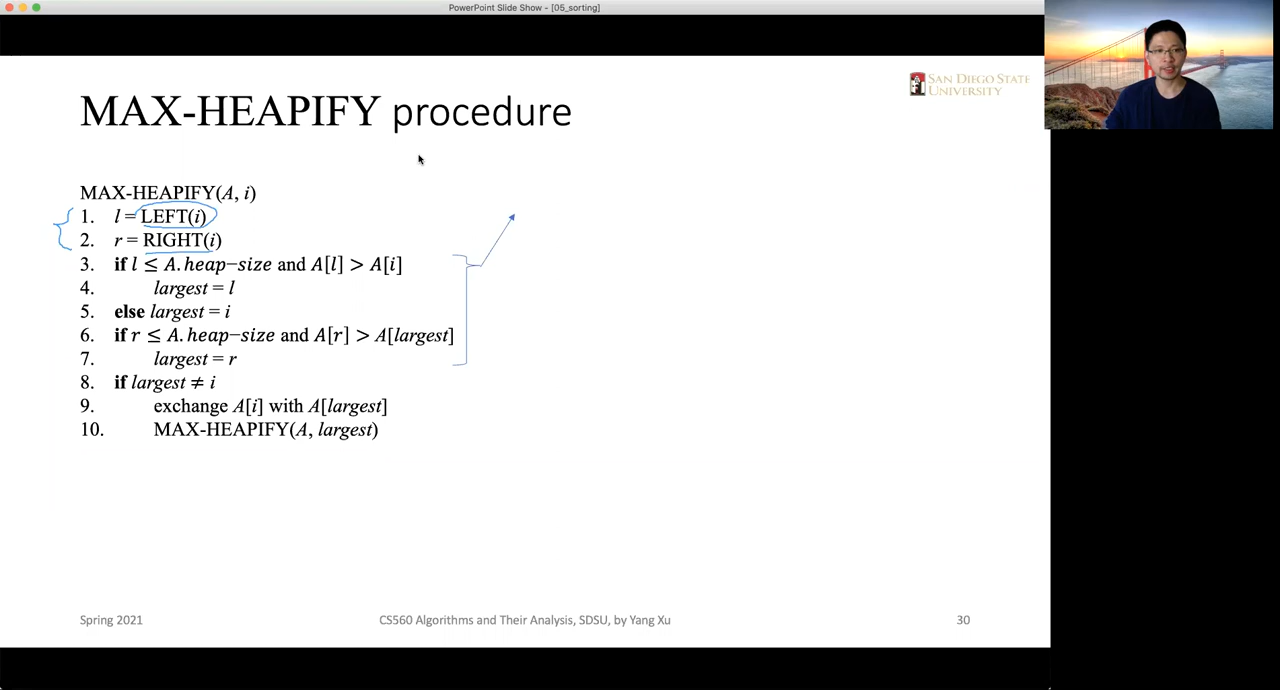 PowerPoint Slide Show - [05_sorting]
SAN DIEGO STATE
UNIVERSITY
MAX-HEAPIFY procedure
MAX-HEAPIFY(A, i)
1. l = LEFT(i)
2. r = RIGHT(i)
3. if l ≤ A.heap−size and A[l] > A[i]
4. largest = l
5. else largest = i
6. if r ≤ A.heap−size and A[r] > A[largest]
7. largest = r
8. if largest ≠ i
9. exchange A[i] with A[largest]
10. MAX-HEAPIFY(A, largest)
Spring 2021
CS560 Algorithms and Their Analysis, SDSU, by Yang Xu
30